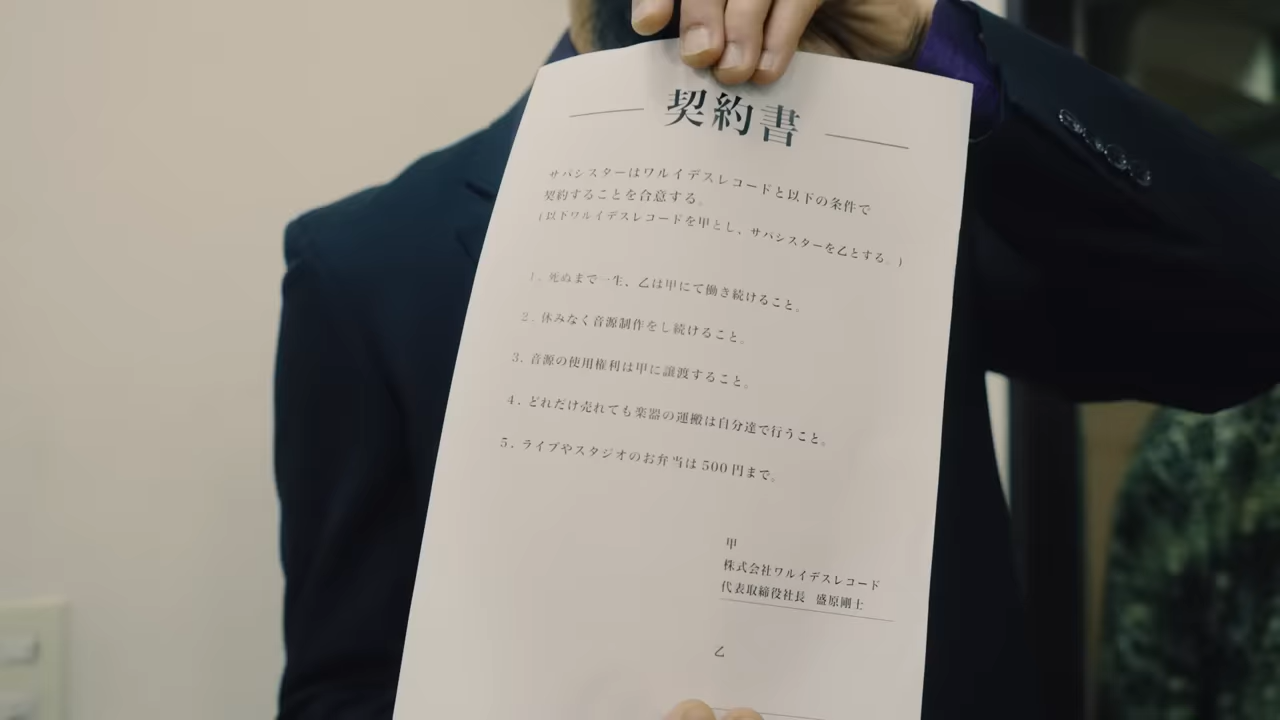 契約書
サバシスターはワルイデスレコードと以下の条件で
契約することを合意する。
(以下ワルイデスレコードを甲とし、サバシスターを乙とする。)
1. 死ぬまで一生、乙は甲にて働き続けること。
2. 休みなく音源制作をし続けること。
3. 音源の使用権利は甲に譲渡すること。
4. どれだけ売れても楽器の運搬は自分達で行うこと。
5. ライブやスタジオのお弁当は500円まで。
甲
株式会社ワルイデスレコード
代表取締役社長 盛原剛士
乙